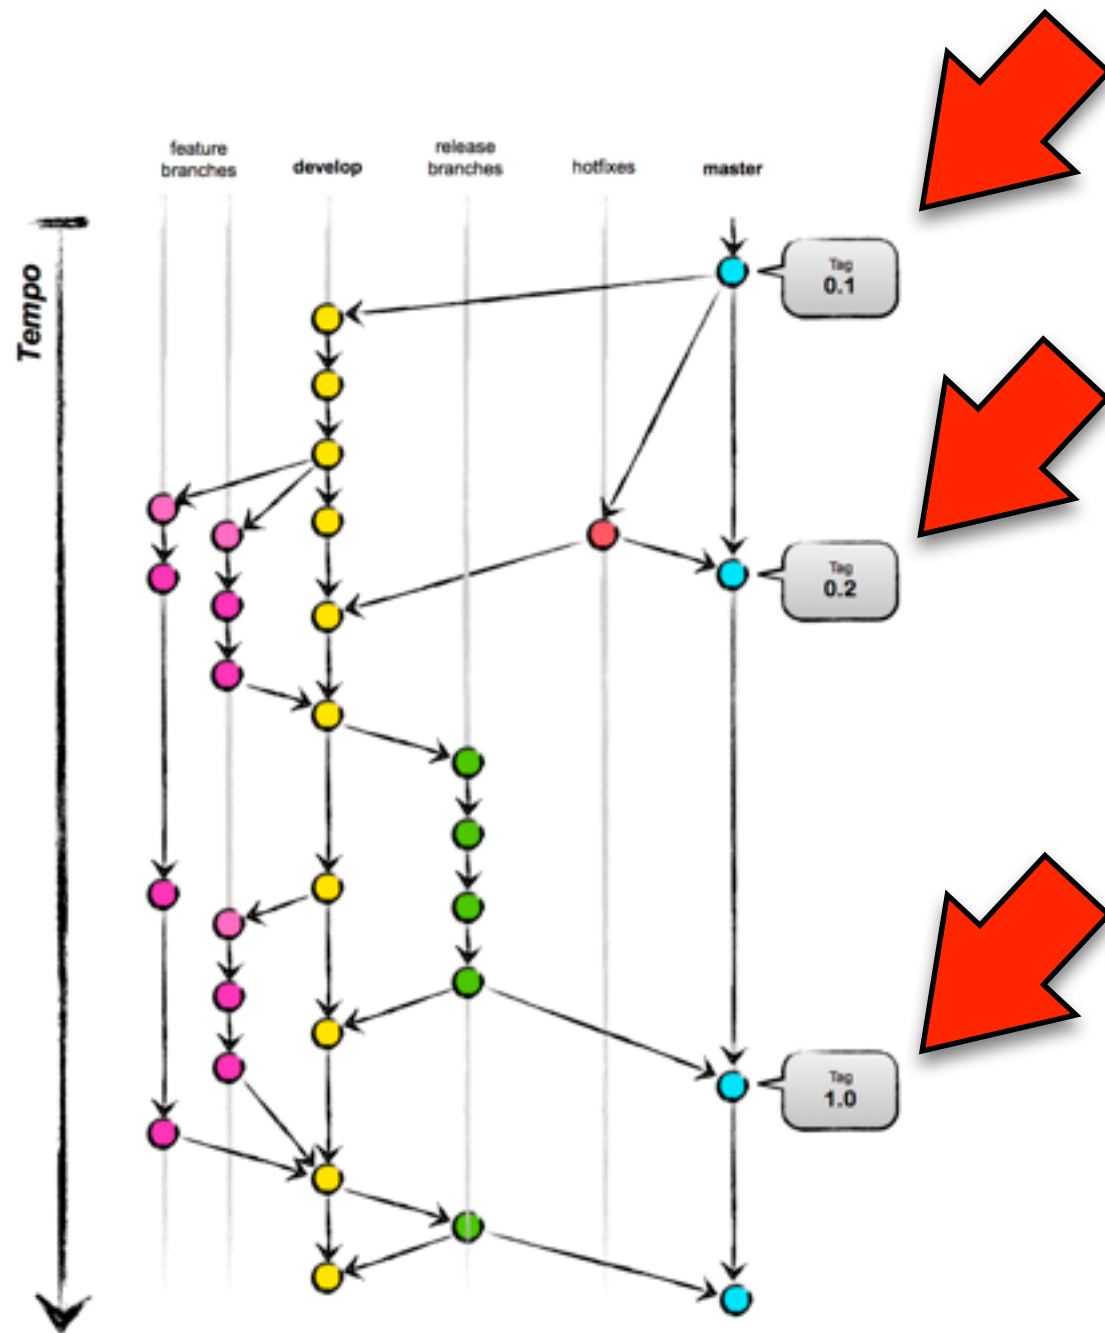 feature
branches
develop
release
branches
hotfixes
master
Tempo
Tag
0.1
Tag
0.2
Tag
1.0